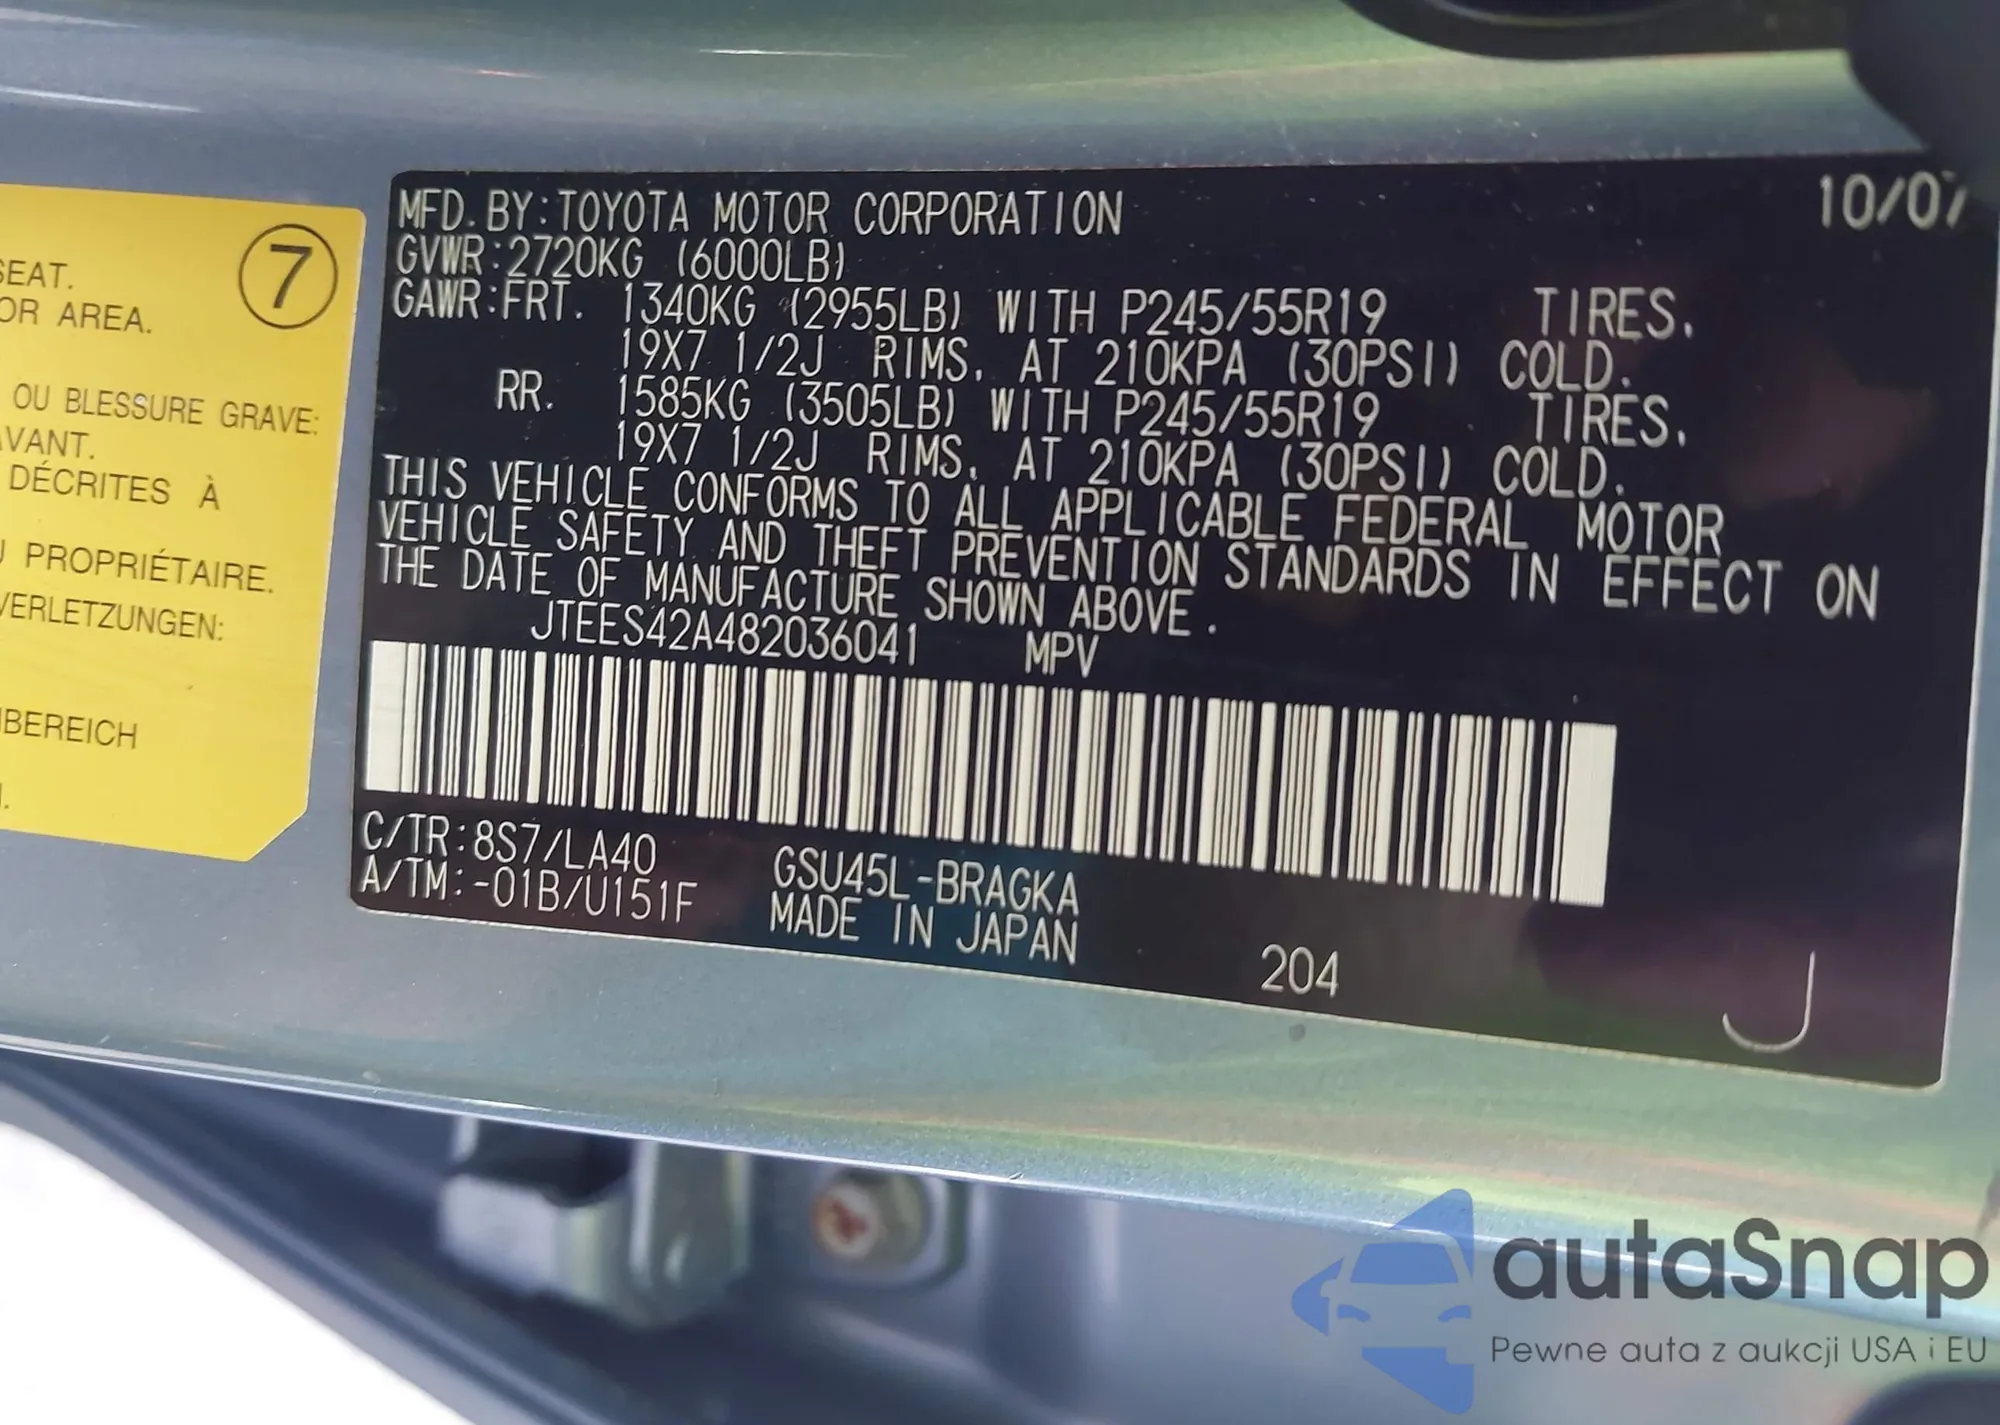 SEAT.
OR AREA.
7
OU BLESSURE GRAVE:
AVANT.
DÉCRITES À
PROPRIÉTAIRE.
VERLETZUNGEN:
BEREICH
MFD. BY: TOYOTA MOTOR CORPORATION 10/07
GVWR: 2720KG (6000LB)
GAWR: FRT. 1340KG (2955LB) WITH P245/55R19 TIRES,
19X7 1/2J RIMS, AT 210KPA (30PSI) COLD.
RR. 1585KG (3505LB) WITH P245/55R19 TIRES,
19X7 1/2J RIMS, AT 210KPA (30PSI) COLD.
THIS VEHICLE CONFORMS TO ALL APPLICABLE FEDERAL MOTOR
VEHICLE SAFETY AND THEFT PREVENTION STANDARDS IN EFFECT ON
THE DATE OF MANUFACTURE SHOWN ABOVE.
JTEES42A482036041 MPV
C/TR: 8S7/LA40
A/TM: -01B/U151F
GSU45L-BRAGKA
MADE IN JAPAN
204
J
autaSnap
Pewne auta z aukcji USA i EU